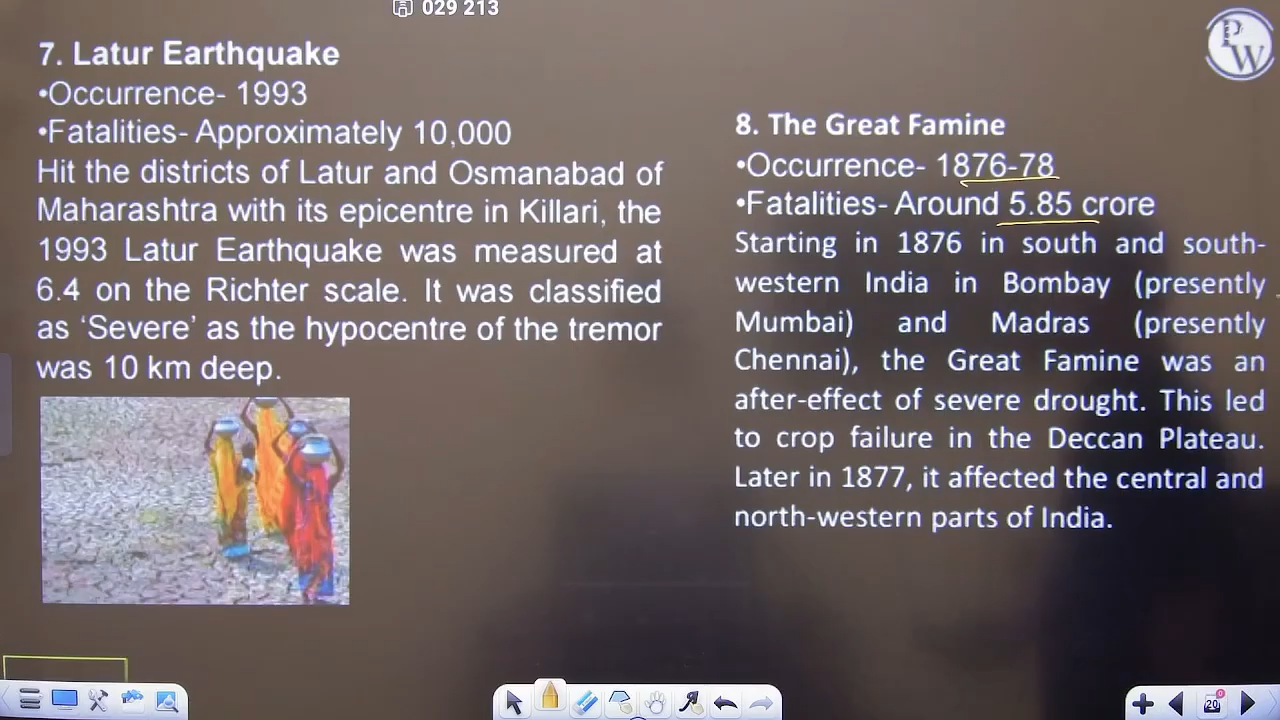 029 213
PW
7. Latur Earthquake
•Occurrence- 1993
•Fatalities- Approximately 10,000
Hit the districts of Latur and Osmanabad of
Maharashtra with its epicentre in Killari, the
1993 Latur Earthquake was measured at
6.4 on the Richter scale. It was classified
as ‘Severe’ as the hypocentre of the tremor
was 10 km deep.
8. The Great Famine
•Occurrence- 1876-78
•Fatalities- Around 5.85 crore
Starting in 1876 in south and south-
western India in Bombay (presently
Mumbai) and Madras (presently
Chennai), the Great Famine was an
after-effect of severe drought. This led
to crop failure in the Deccan Plateau.
Later in 1877, it affected the central and
north-western parts of India.
20
0